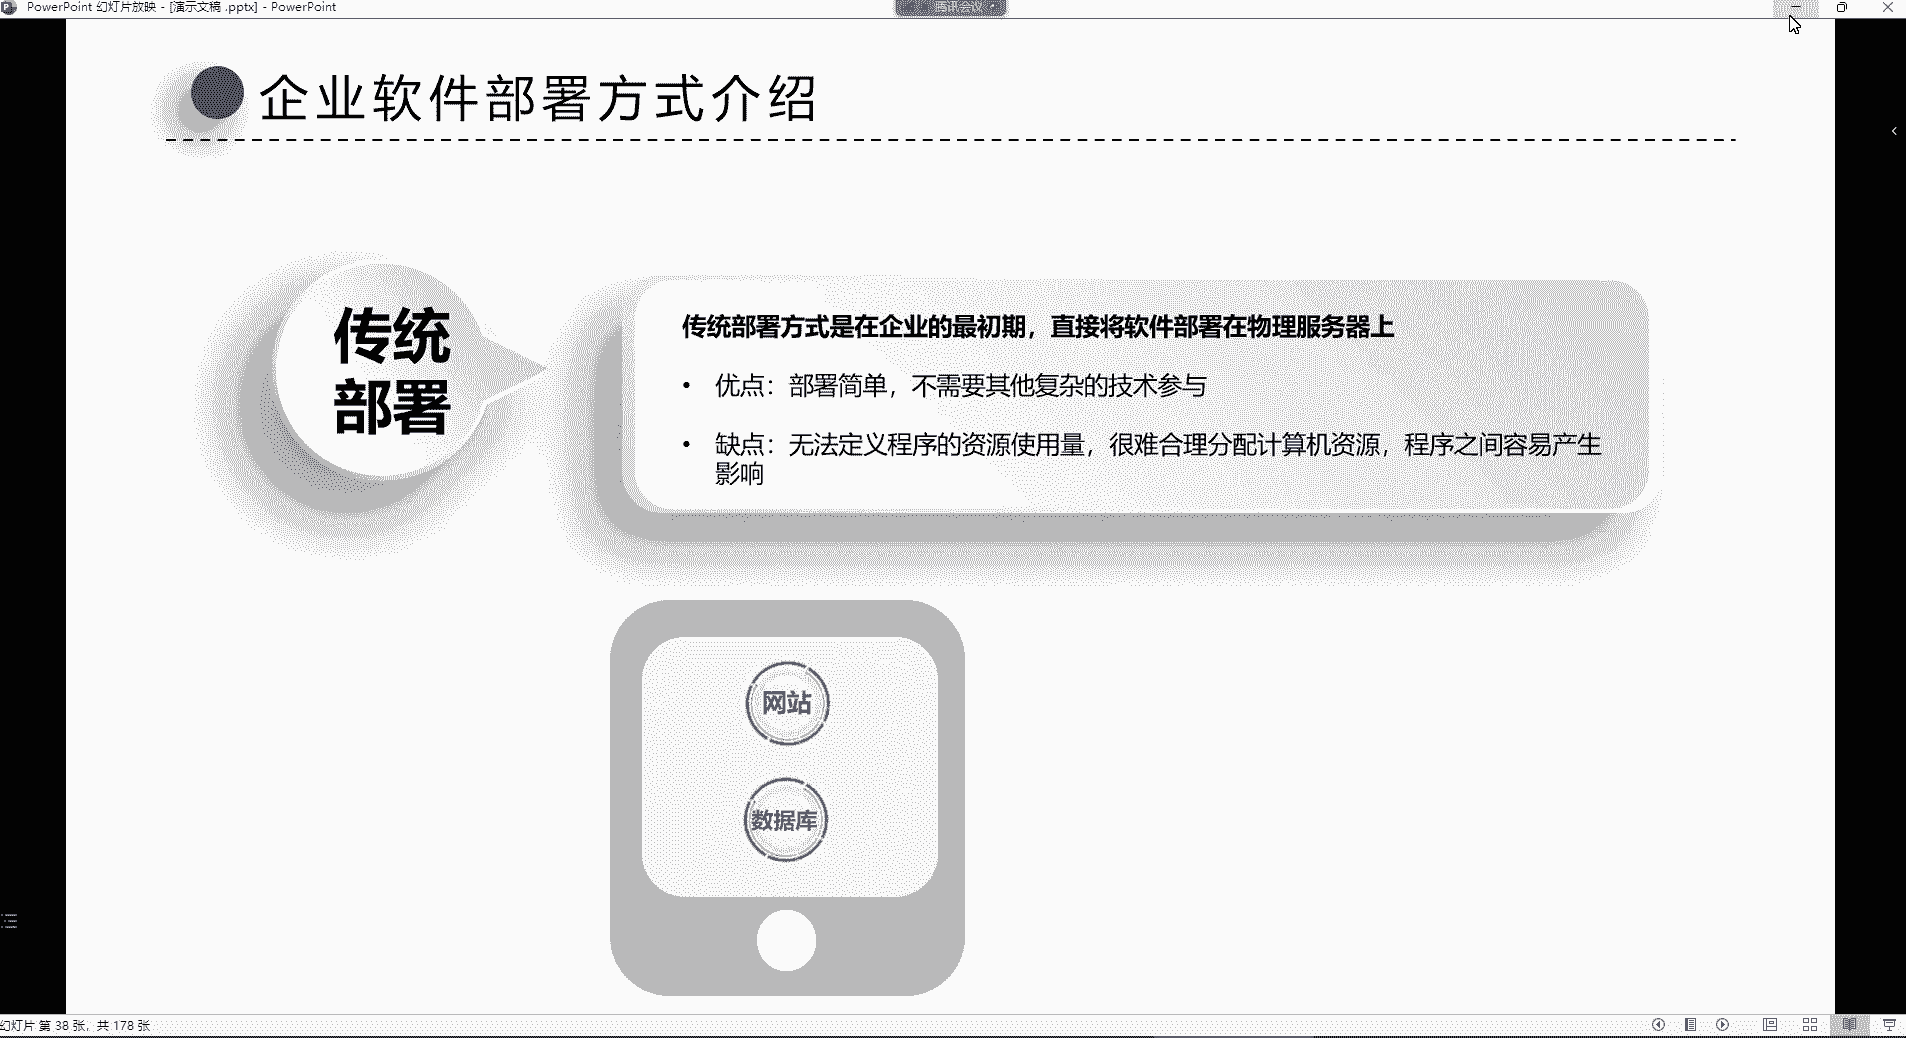 PowerPoint 幻灯片放映 - [演示文稿 .pptx] - PowerPoint
腾讯会议
企业软件部署方式介绍
传统
部署
传统部署方式是在企业的最初期，直接将软件部署在物理服务器上
• 优点：部署简单，不需要其他复杂的技术参与
• 缺点：无法定义程序的资源使用量，很难合理分配计算机资源，程序之间容易产生
影响
网站
数据库
幻灯片 第 38 张，共 178 张